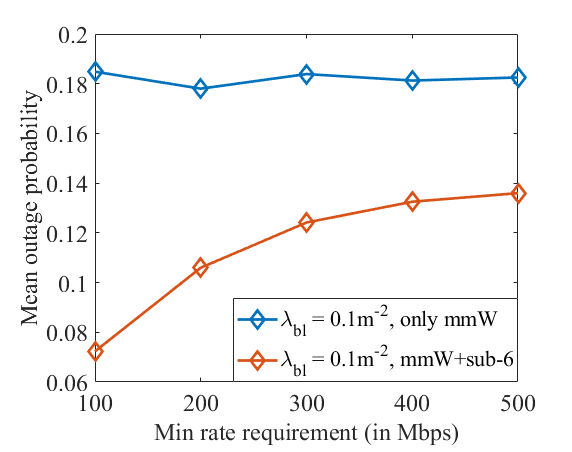 0.2
0.18
0.16
0.14
0.12
0.1
0.08
0.06
Mean outage probability
λbl = 0.1m-2, only mmW
λbl = 0.1m-2, mmW+sub-6
100 200 300 400 500
Min rate requirement (in Mbps)